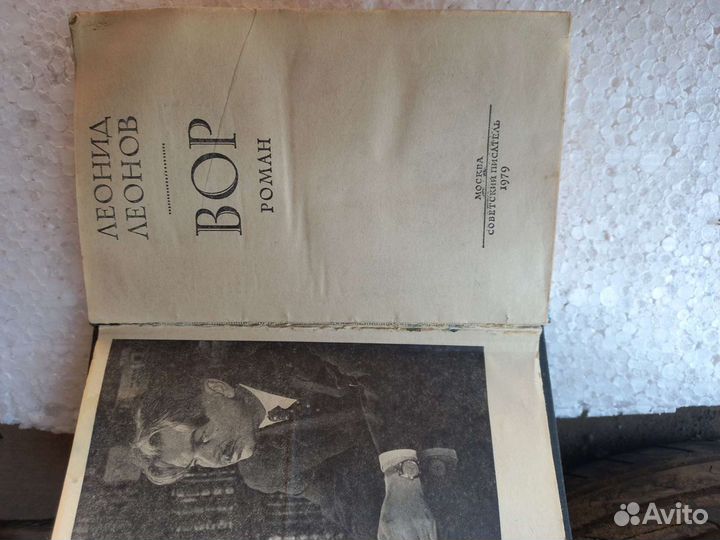 ЛЕОНИД
ЛЕОНОВ
ВОР
РОМАН
МОСКВА
СОВЕТСКИЙ ПИСАТЕЛЬ
1979
Avito